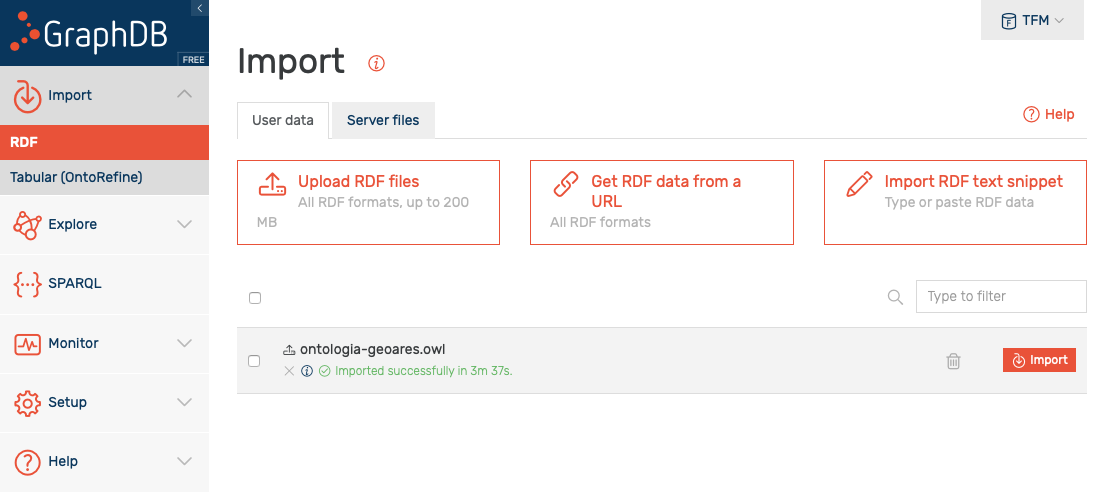 GraphDB
FREE
Import
RDF
Tabular (OntoRefine)
Explore
SPARQL
Monitor
Setup
Help
TFM
Import
User data
Server files
Help
Upload RDF files
All RDF formats, up to 200
MB
Get RDF data from a
URL
All RDF formats
Import RDF text snippet
Type or paste RDF data
Type to filter
ontologia-geoares.owl
Imported successfully in 3m 37s.
Import